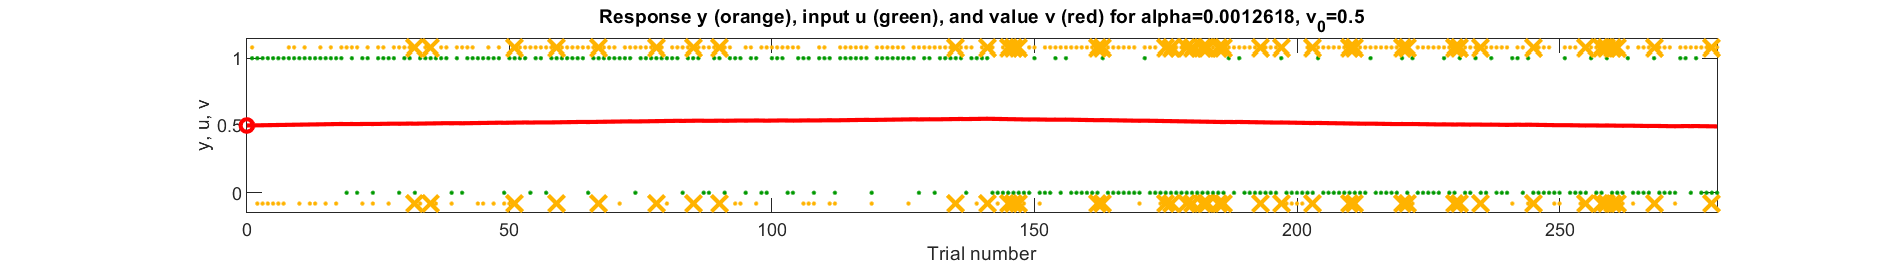 Response y (orange), input u (green), and value v (red) for alpha=0.0012618, v0=0.5
y, u, v
1
0.5
0
0 50 100 150 200 250
Trial number